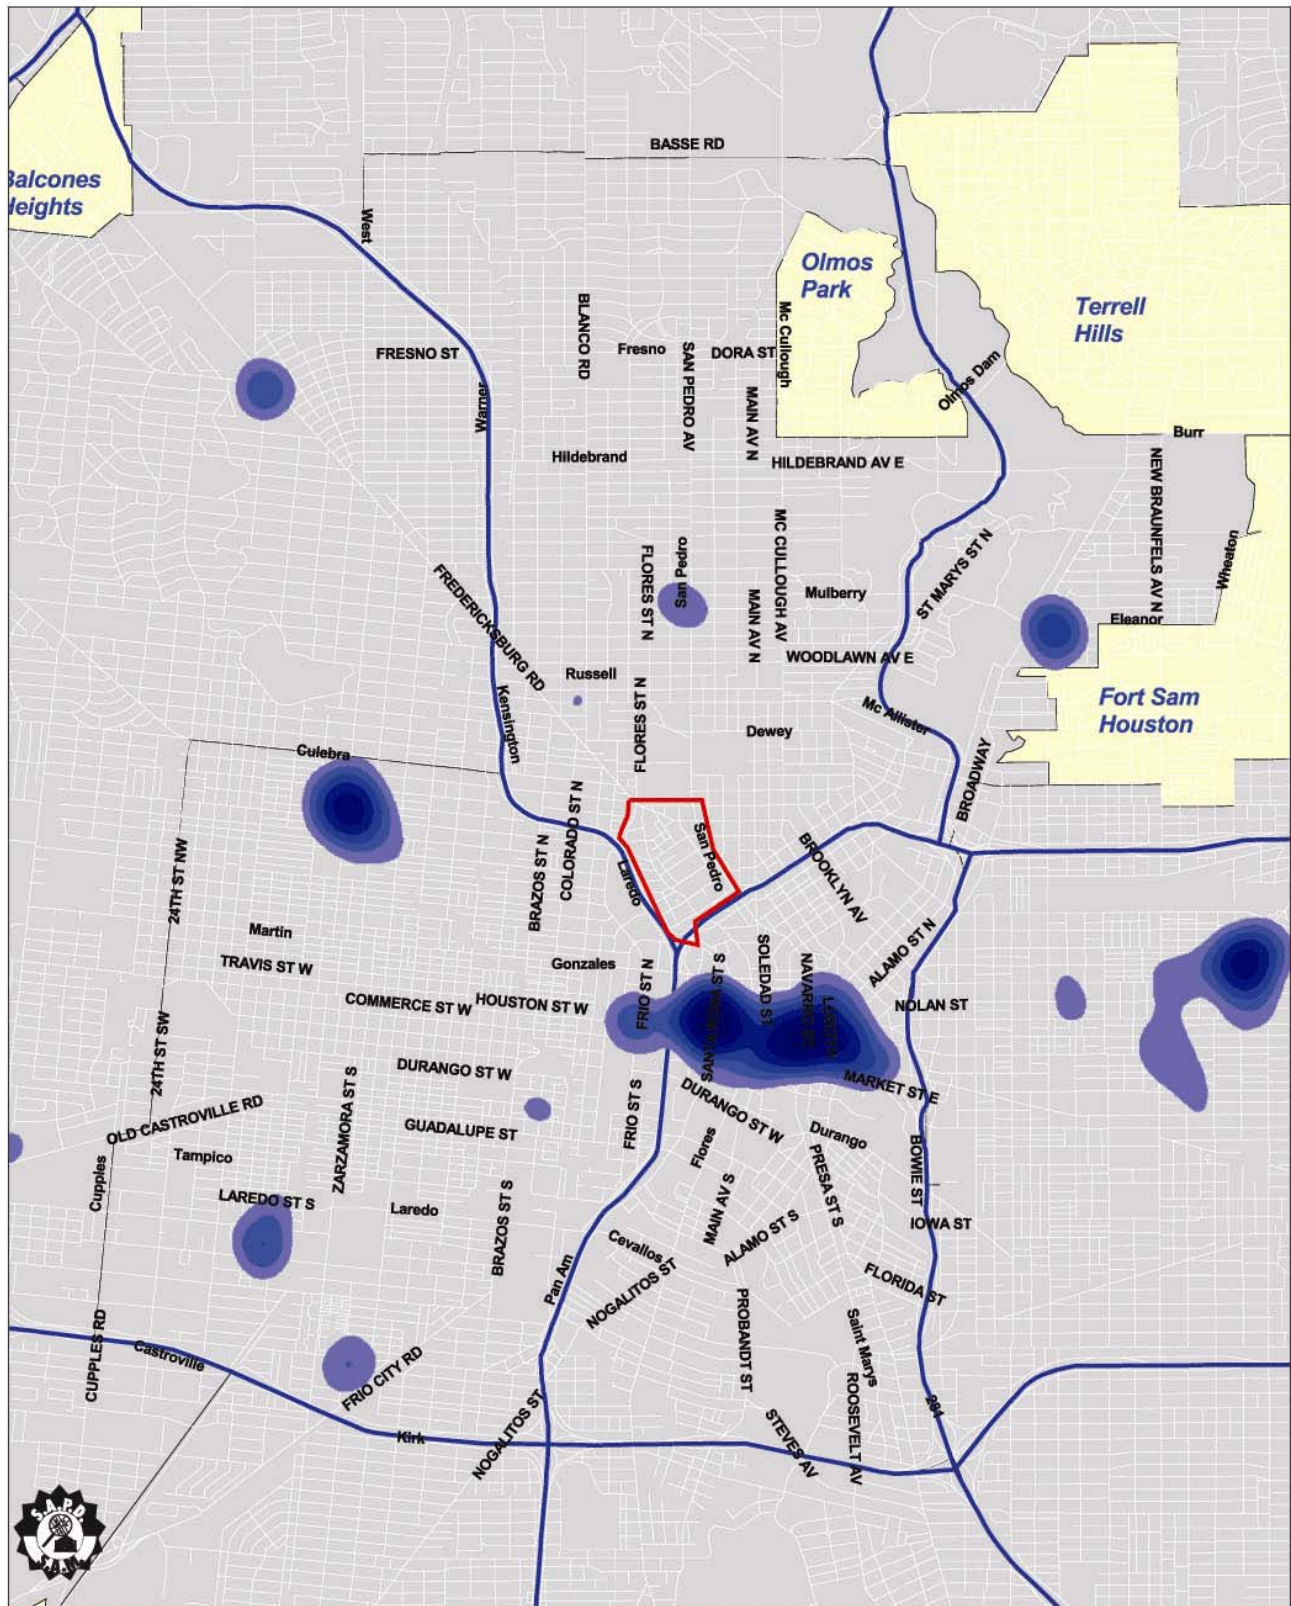 BASSE RD
Balcones
Heights
West
Olmos
Park
Terrell
Hills
BLANCO RD
Fresno
SAN PEDRO AV
DORA ST
Mc Cullough
FRESNO ST
Warner
MAIN AV N
Olmos Dam
Burr
Hildebrand
HILDEBRAND AV E
NEW BRAUNFELS AV N
Wheaton
MC CULLOUGH AV
ST MARYS ST N
San Pedro
FLORES ST N
FREDERICKSBURG RD
Mulberry
MAIN AV N
Eleanor
WOODLAWN AV E
Russell
FLORES ST N
Kensington
Fort Sam
Houston
Mc Allister
Dewey
Culebra
BROADWAY
COLORADO ST N
San Pedro
BROOKLYN AV
BRAZOS ST N
24TH ST NW
Laredo
Martin
TRAVIS ST W
Gonzales
ALAMO ST N
SOLEDAD ST
NAVARRO ST
FRIO ST N
SANTA ROSA ST S
COMMERCE ST W
HOUSTON ST W
NOLAN ST
24TH ST SW
DURANGO ST W
MARKET ST E
ZARZAMORA ST S
FRIO ST S
DURANGO ST W
OLD CASTROVILLE RD
GUADALUPE ST
Flores
Durango
Tampico
Cupples
PRESA ST S
BOWIE ST
LAREDO ST S
Laredo
BRAZOS ST S
MAIN AV S
ALAMO ST S
IOWA ST
Cevallos
Pan Am
NOGALITOS ST
FLORIDA ST
CUPPLES RD
Castroville
FRIO CITY RD
PROBANDT ST
Saint Marys
ROOSEVELT AV
281
Kirk
NOGALITOS ST
STEVES AV
S.A.P.D.
S.A.M.